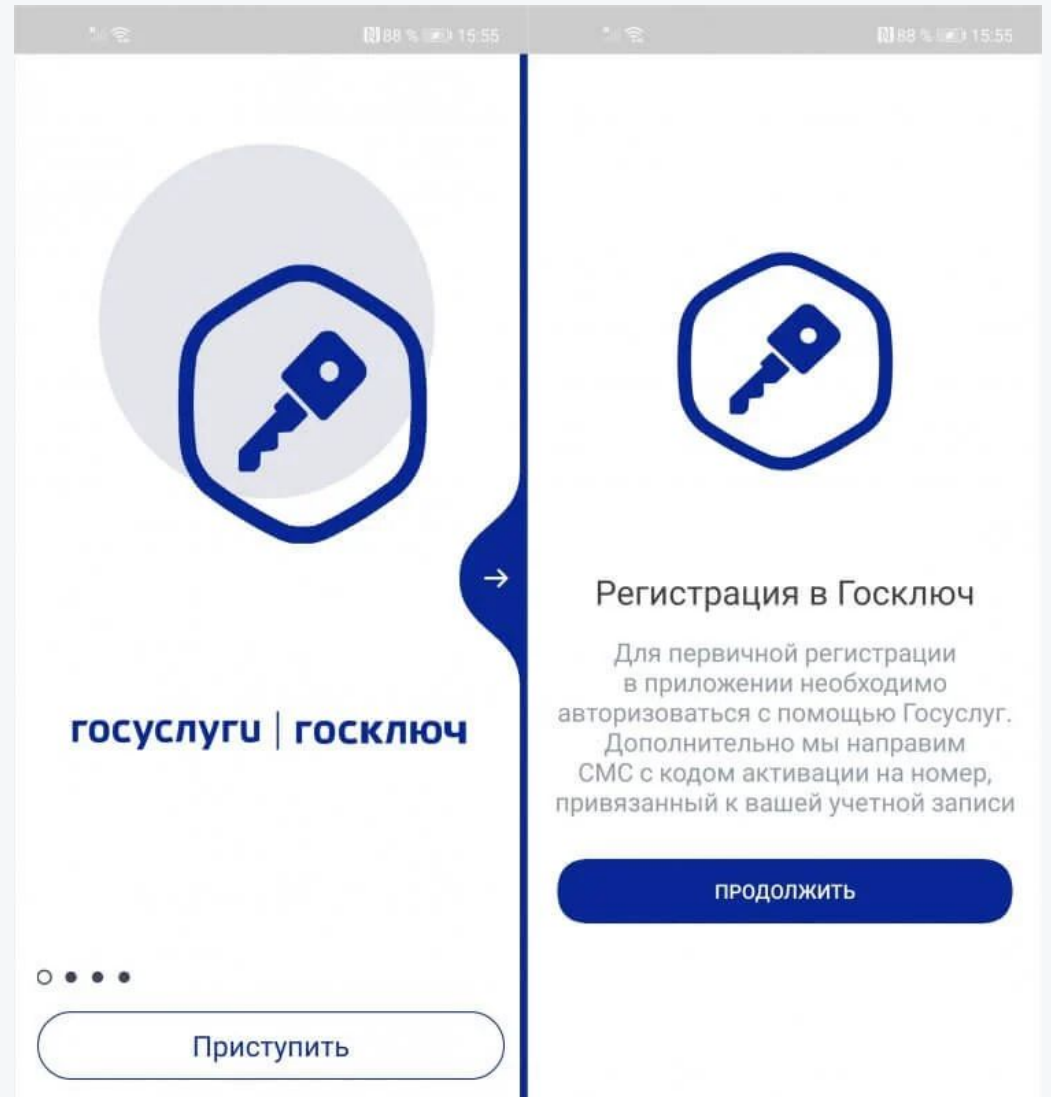 88 % 15:55
госуслуги | госключ
Приступить
88 % 15:55
Регистрация в Госключ
Для первичной регистрации
в приложении необходимо
авторизоваться с помощью Госуслуг.
Дополнительно мы направим
СМС с кодом активации на номер,
привязанный к вашей учетной записи
ПРОДОЛЖИТЬ